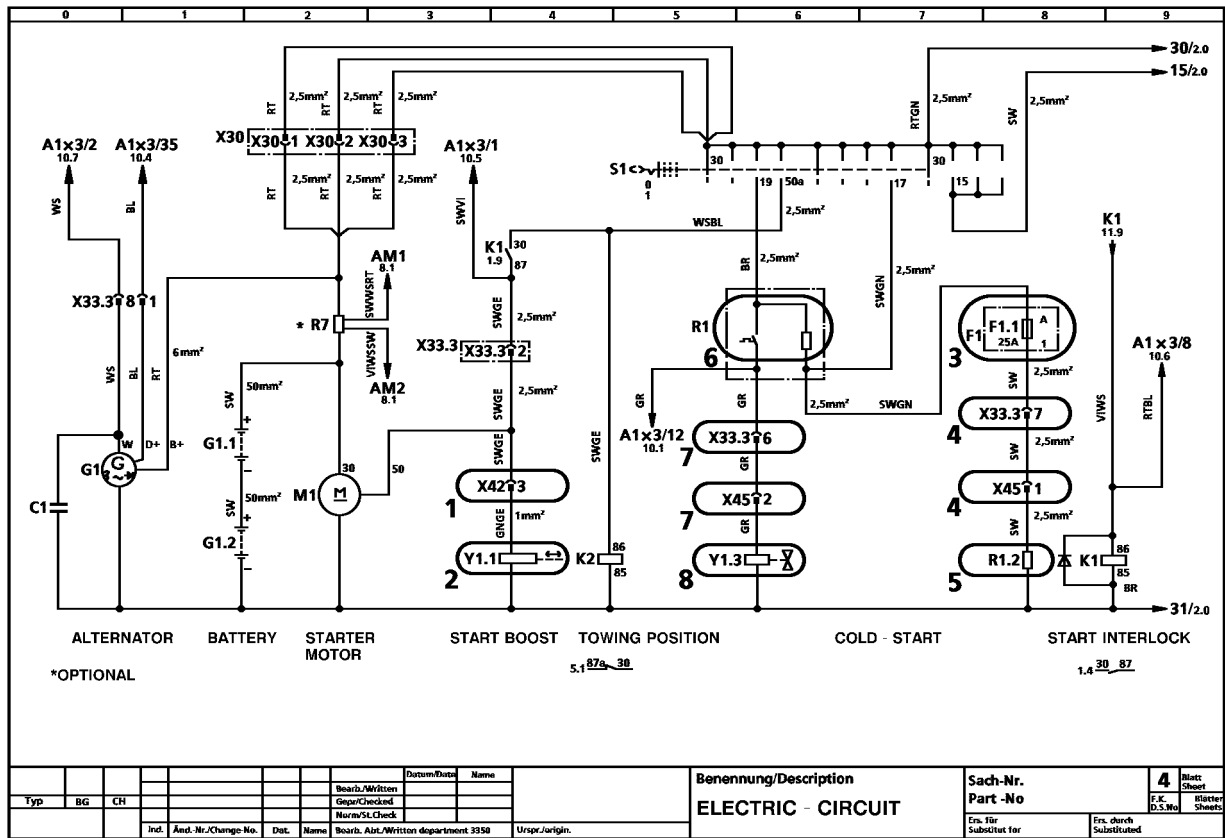 0 1 2 3 4 5 6 7 8 9
30/2.0
15/2.0
RT 2,5mm² RT 2,5mm² RT 2,5mm²
RTGN 2,5mm² SW 2,5mm²
X30 X30 1 X30 2 X30 3
A1x3/2 A1x3/35 A1x3/1
10.7 10.4 10.5
S1 0 1
30 19 50a 17 30 15
RT 2,5mm² RT 2,5mm² 2,5mm²
WS BL SWVI WSBL 2,5mm²
K1 1.9 30 87
K1 11.9
AM1 8.1
BR 2,5mm² SWGN 2,5mm²
X33.3 8 1
SWWSRT
* R7
VIWSSW
AM2 8.1
SWGE 2,5mm²
X33.3 X33.3 2
R1 6
F1 F1.1 25A A 1
3
A1x3/8 10.6
WS BL RT 6mm²
SW 50mm²
SWGE 2,5mm²
GR A1x3/12 10.1
GR 2,5mm² SWGN
SW 2,5mm²
VIWS RTBL
W D+ B+
G
G1 3
G1.1 + −
SWGE
SWGE
X33.3 6
7
GR
X33.3 7
4
SW 2,5mm²
C1
SW 50mm²
G1.2 + −
M1 M 30 50
X42 3
1
GNGE 1mm²
X45 2
7
GR
X45 1
4
SW 2,5mm²
Y1.1
2
K2 86 85
Y1.3
8
R1.2
5
K1 86 85
BR
31/2.0
ALTERNATOR BATTERY STARTER MOTOR START BOOST TOWING POSITION COLD - START START INTERLOCK
*OPTIONAL
5.1 87a 30
1.4 30 87
Datum/Data Name
Bearb./Written
Typ BG CH Gepr/Checked
Norm/St.Check
Ind. Änd.-Nr./Change-No. Dat. Name Bearb. Abt./Written department 3350 Urspr./origin.
Benennung/Description
ELECTRIC - CIRCUIT
Sach-Nr.
Part -No
4 Blatt Sheet
F.K. D.S.No Blätter Sheets
Ers. für
Substitut for
Ers. durch
Substituted